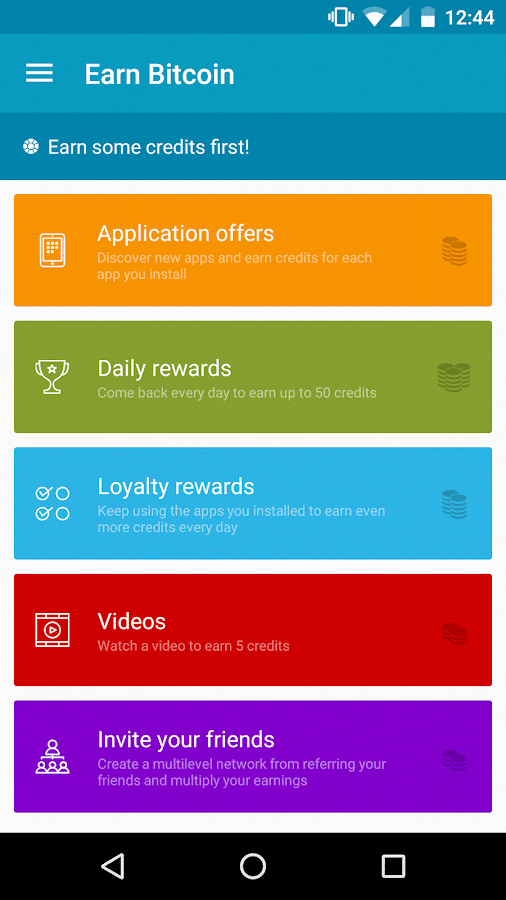 12:44
Earn Bitcoin
Earn some credits first!
Application offers
Discover new apps and earn credits for each
app you install
Daily rewards
Come back every day to earn up to 50 credits
Loyalty rewards
Keep using the apps you installed to earn even
more credits every day
Videos
Watch a video to earn 5 credits
Invite your friends
Create a multilevel network from referring your
friends and multiply your earnings